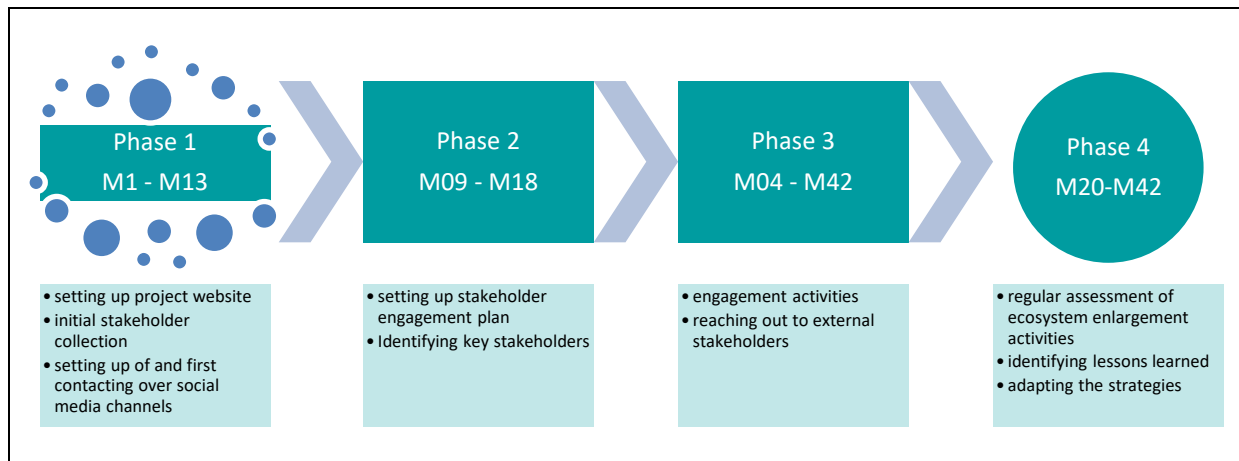 Phase 1
M1 - M13
• setting up project website
• initial stakeholder
collection
• setting up of and first
contacting over social
media channels
Phase 2
M09 - M18
• setting up stakeholder
engagement plan
• Identifying key stakeholders
Phase 3
M04 - M42
• engagement activities
• reaching out to external
stakeholders
Phase 4
M20-M42
• regular assessment of
ecosystem enlargement
activities
• identifying lessons learned
• adapting the strategies